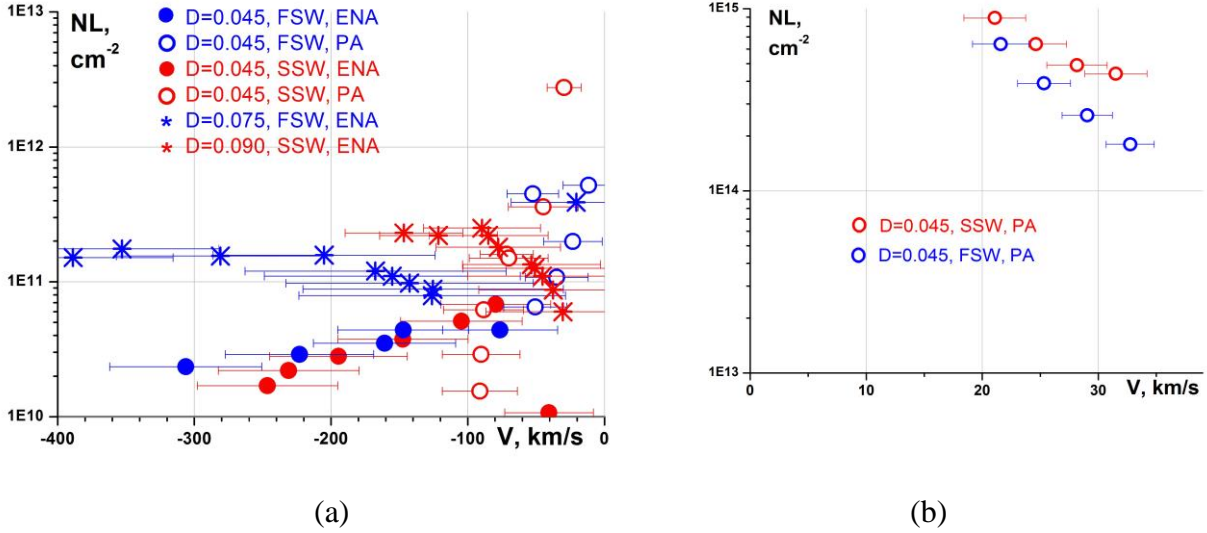 1E13
NL,
cm-2
D=0.045, FSW, ENA
D=0.045, FSW, PA
D=0.045, SSW, ENA
D=0.045, SSW, PA
* D=0.075, FSW, ENA
* D=0.090, SSW, ENA
1E12
1E11
1E10
-400 -300 -200 -100 0
V, km/s
(a)
1E15
NL,
cm-2
1E14
D=0.045, SSW, PA
D=0.045, FSW, PA
1E13
0 10 20 30
V, km/s
(b)